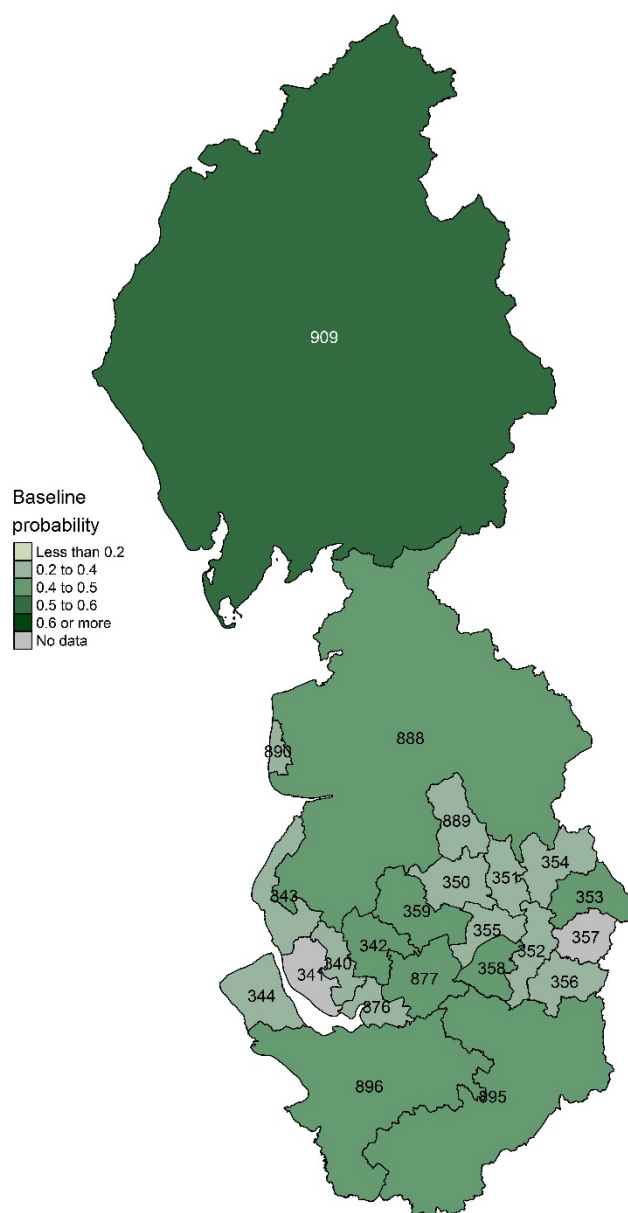 909
Baseline
probability
Less than 0.2
0.2 to 0.4
0.4 to 0.5
0.5 to 0.6
0.6 or more
No data
888
890
889
354
351
350
353
343
359
355
357
342
352
340
358
341
877
356
344
876
896
895